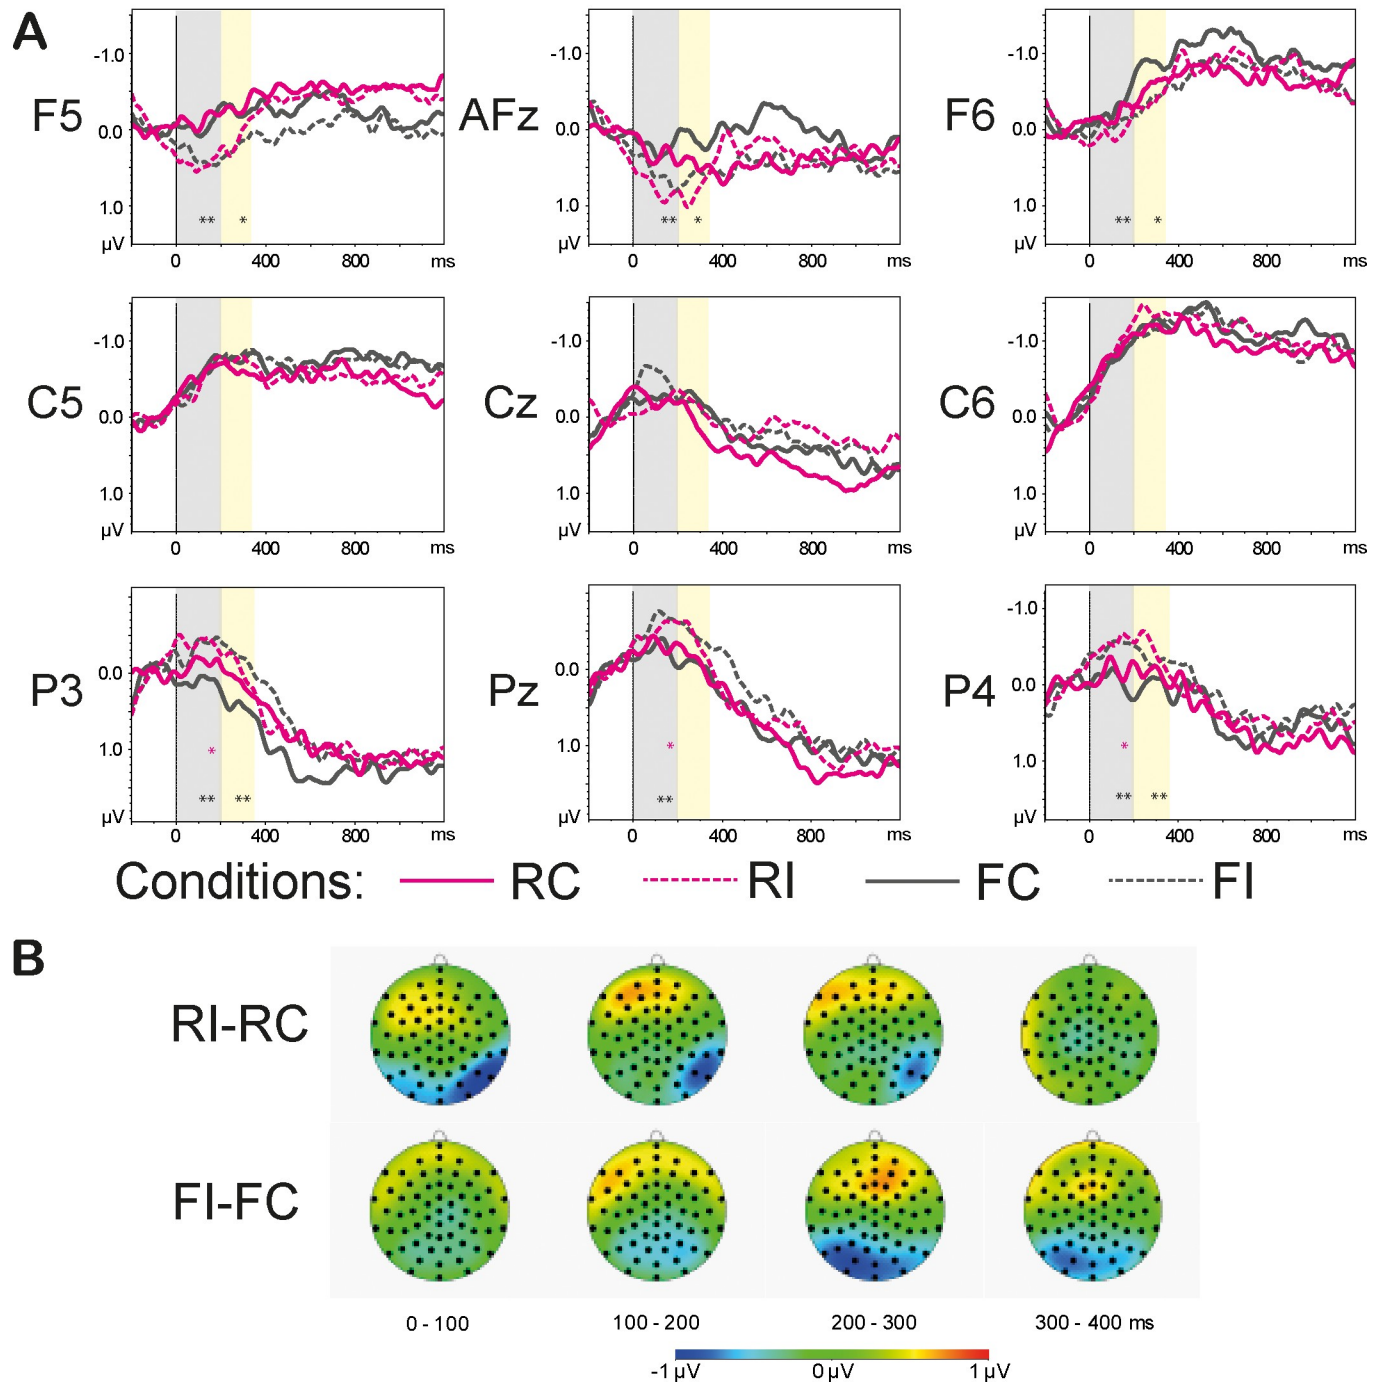 A
F5
-1.0
0.0
1.0
µV
** *
0 400 800 ms
AFz
-1.0
0.0
1.0
µV
** *
0 400 800 ms
F6
-1.0
0.0
1.0
µV
** *
0 400 800 ms
C5
-1.0
0.0
1.0
µV
0 400 800 ms
Cz
-1.0
0.0
1.0
µV
0 400 800 ms
C6
-1.0
0.0
1.0
µV
0 400 800 ms
P3
0.0
1.0
µV
*
** **
0 400 800 ms
Pz
0.0
1.0
µV
*
**
0 400 800 ms
P4
-1.0
0.0
1.0
µV
*
** **
0 400 800 ms
Conditions: RC RI FC FI
B
RI-RC
FI-FC
0 - 100 100 - 200 200 - 300 300 - 400 ms
-1 µV 0 µV 1 µV